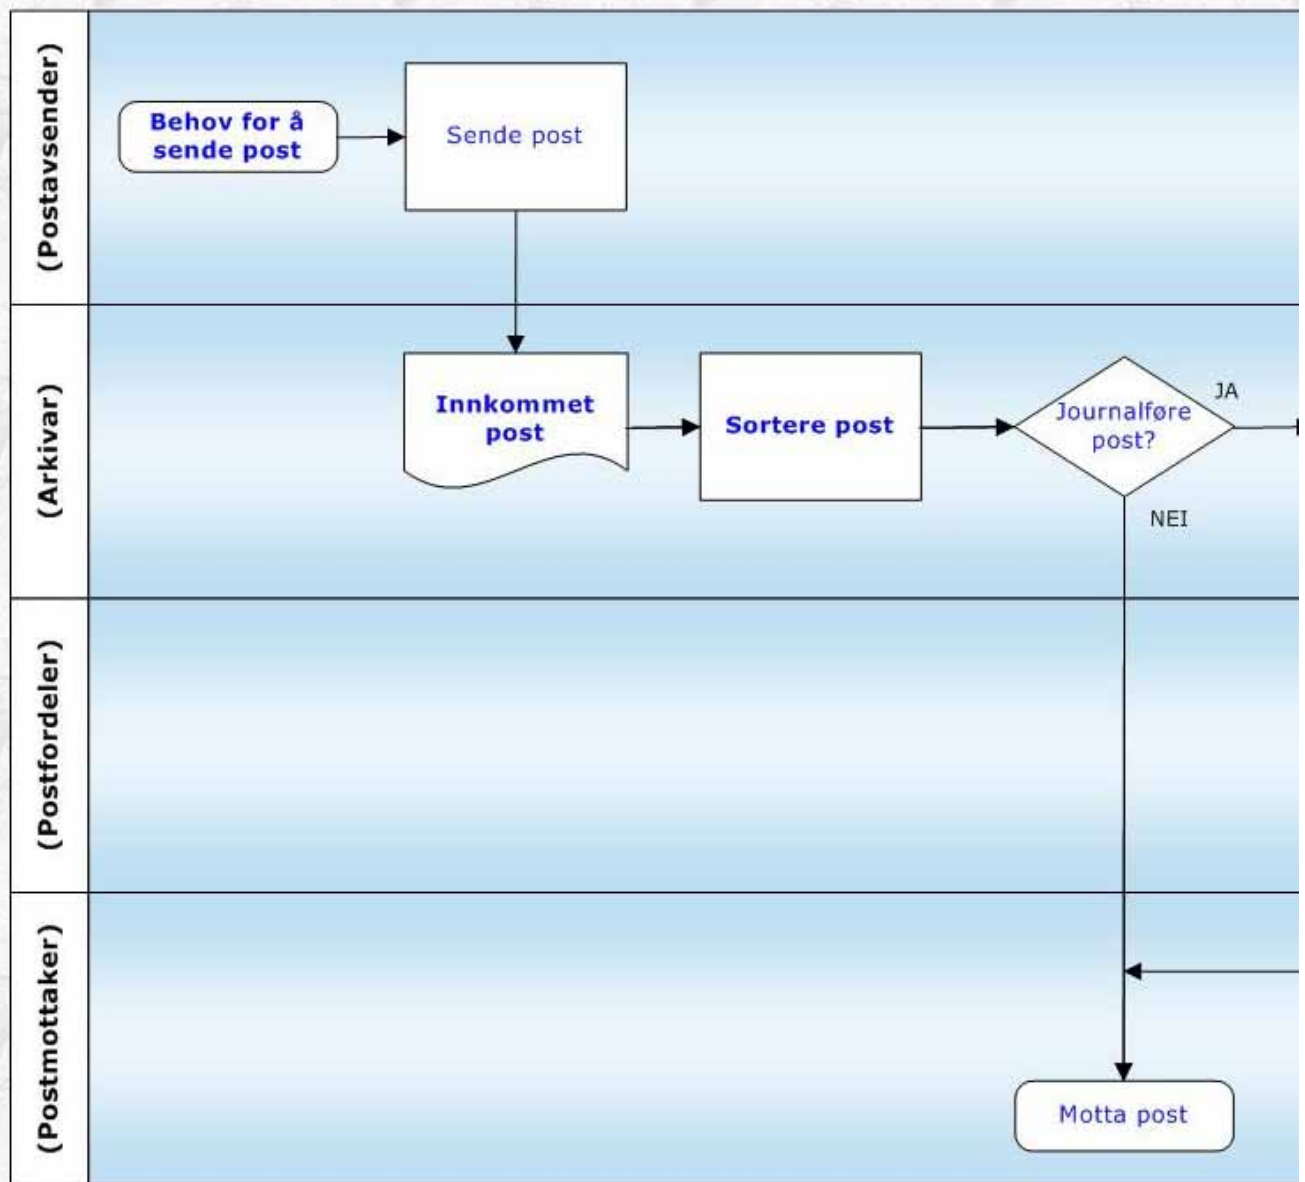 (Postavsender)
Behov for å
sende post
Sende post
(Arkivar)
Innkommet
post
Sortere post
Journalføre
post?
JA
NEI
(Postfordeler)
(Postmottaker)
Motta post